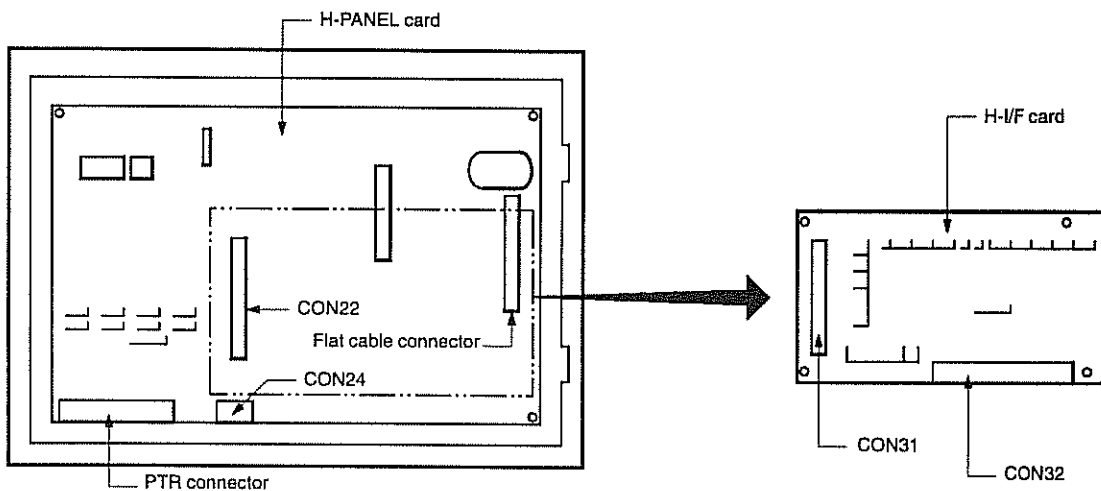 H-PANEL card
H-I/F card
CON22
Flat cable connector
CON24
CON31
CON32
PTR connector